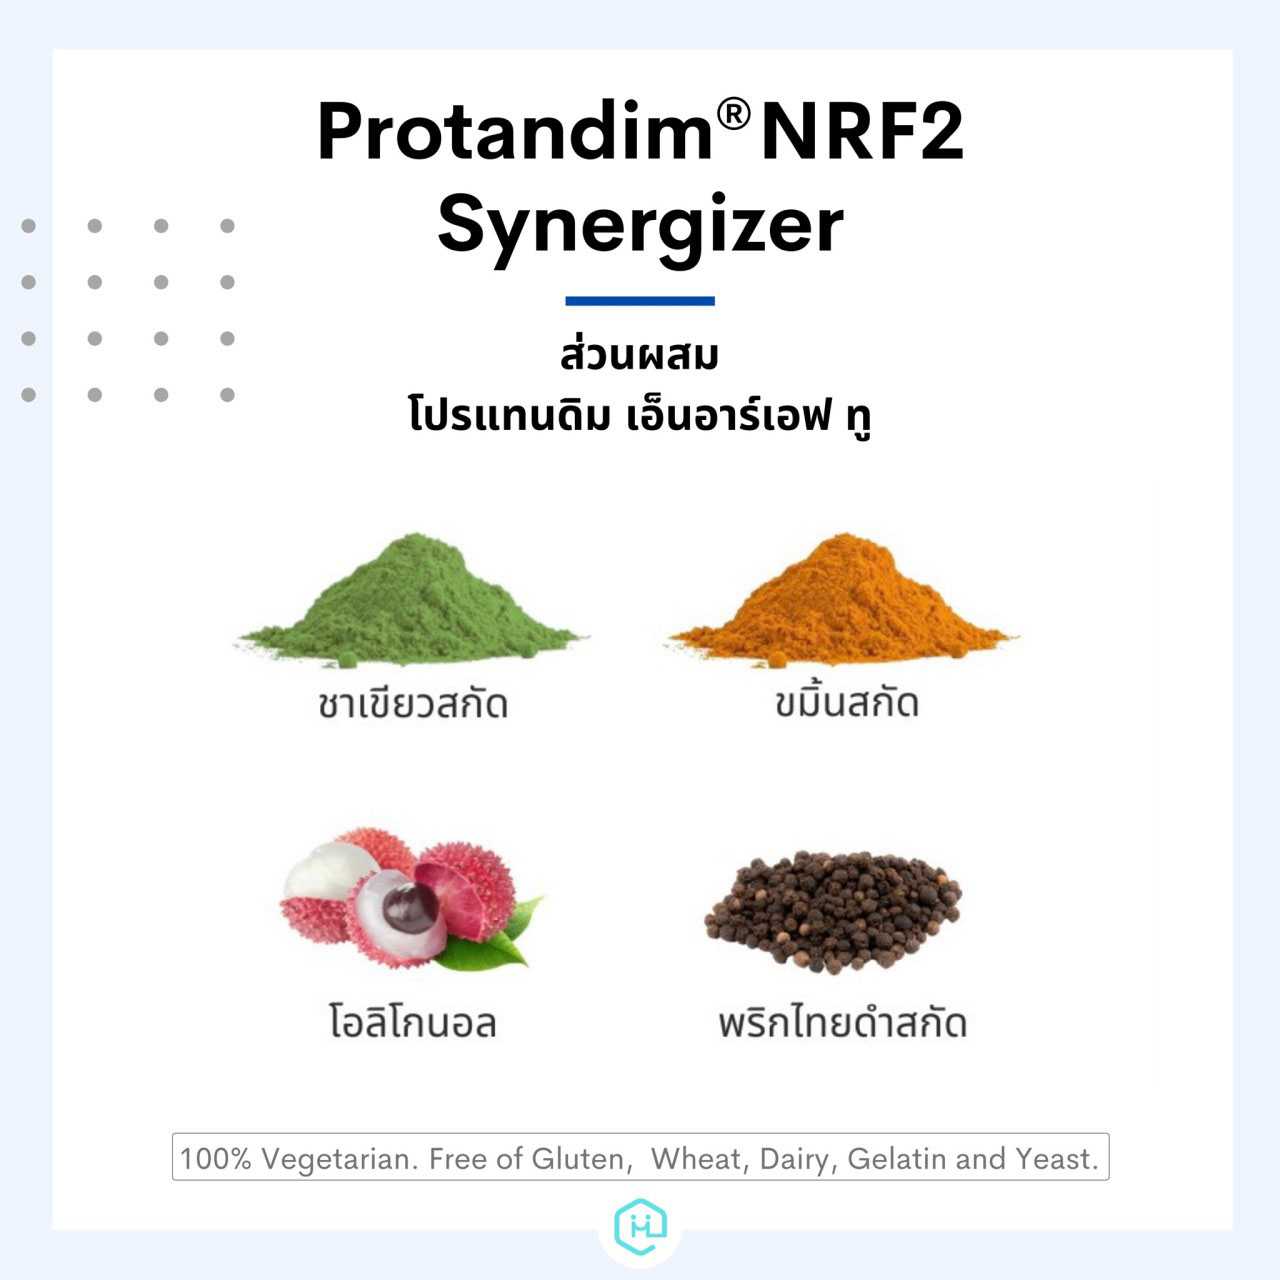 Protandim® NRF2
Synergizer
ส่วนผสม
โปรแทนดิม เอ็นอาร์เอฟ ทู
ชาเขียวสกัด
ขมิ้นสกัด
โอลิโกนอล
พริกไทยดำสกัด
100% Vegetarian. Free of Gluten, Wheat, Dairy, Gelatin and Yeast.